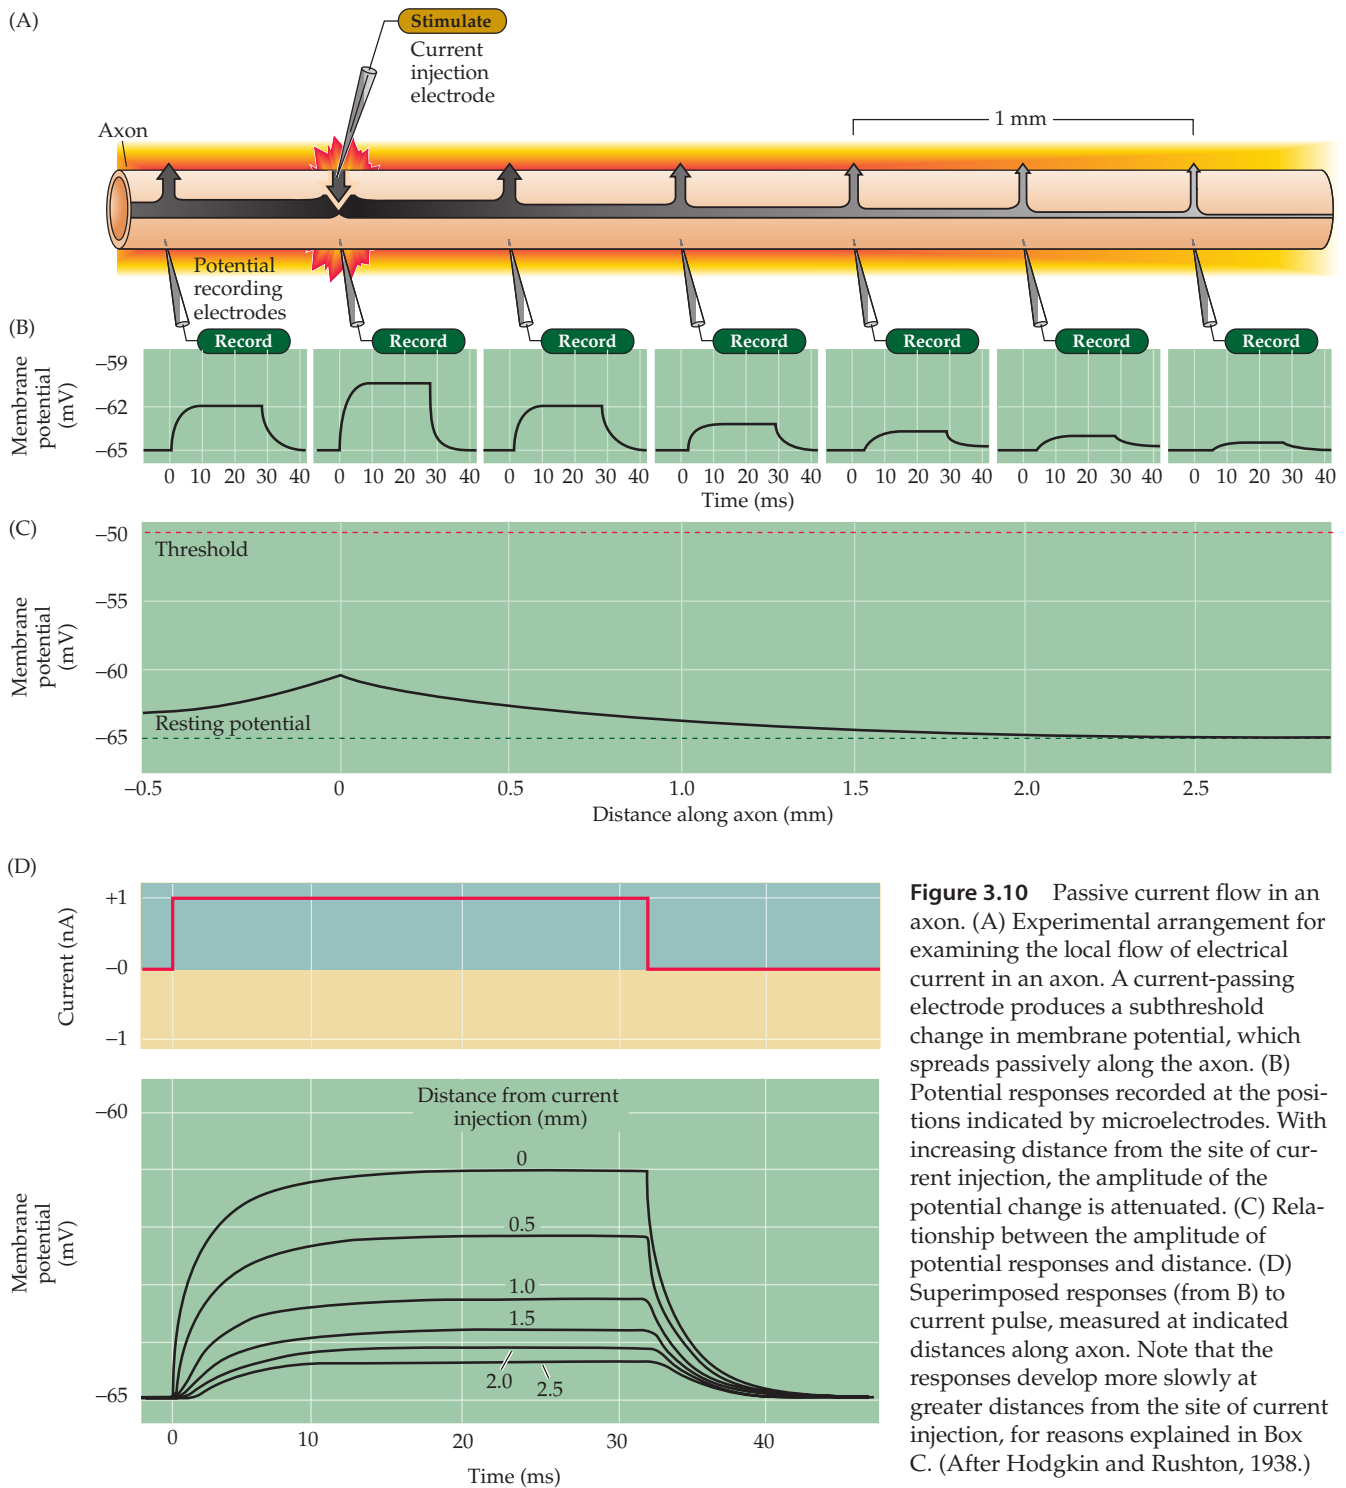 (A)
Stimulate
Current
injection
electrode
Axon
1 mm
Potential
recording
electrodes
(B)
Record Record Record Record Record Record Record
Membrane
potential
(mV)
–59
–62
–65
0 10 20 30 40 0 10 20 30 40 0 10 20 30 40 0 10 20 30 40 0 10 20 30 40 0 10 20 30 40 0 10 20 30 40
Time (ms)
(C)
Membrane
potential
(mV)
–50
Threshold
–55
–60
Resting potential
–65
–0.5 0 0.5 1.0 1.5 2.0 2.5
Distance along axon (mm)
(D)
Current (nA)
+1
–0
–1
Membrane
potential
(mV)
–60
Distance from current
injection (mm)
0
0.5
1.0
1.5
2.0
2.5
–65
0 10 20 30 40
Time (ms)
Figure 3.10 Passive current flow in an
axon. (A) Experimental arrangement for
examining the local flow of electrical
current in an axon. A current-passing
electrode produces a subthreshold
change in membrane potential, which
spreads passively along the axon. (B)
Potential responses recorded at the posi-
tions indicated by microelectrodes. With
increasing distance from the site of cur-
rent injection, the amplitude of the
potential change is attenuated. (C) Rela-
tionship between the amplitude of
potential responses and distance. (D)
Superimposed responses (from B) to
current pulse, measured at indicated
distances along axon. Note that the
responses develop more slowly at
greater distances from the site of current
injection, for reasons explained in Box
C. (After Hodgkin and Rushton, 1938.)